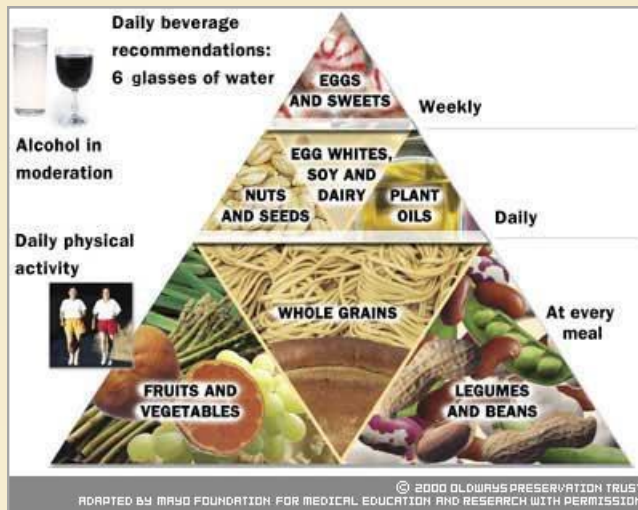 Daily beverage
recommendations:
6 glasses of water
Alcohol in
moderation
Daily physical
activity
EGGS
AND SWEETS
Weekly
EGG WHITES,
SOY AND
DAIRY
NUTS
AND SEEDS
PLANT
OILS
Daily
WHOLE GRAINS
At every
meal
FRUITS AND
VEGETABLES
LEGUMES
AND BEANS
© 2000 OLDWAYS PRESERVATION TRUST
ADAPTED BY MAYO FOUNDATION FOR MEDICAL EDUCATION AND RESEARCH WITH PERMISSION